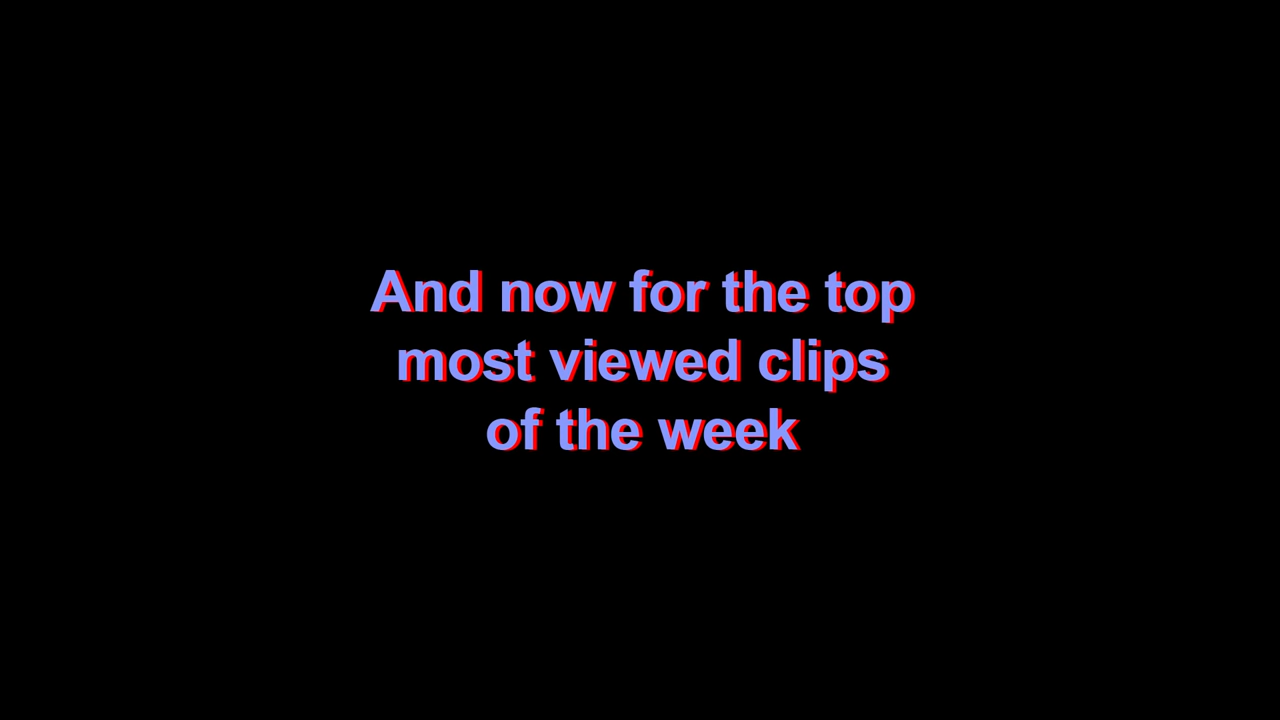 And now for the top
most viewed clips
of the week